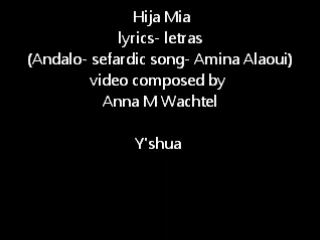 Hija Mia
lyrics- letras
(Andalo- sefardic song- Amina Alaoui)
video composed by
Anna M Wachtel
Y'shua